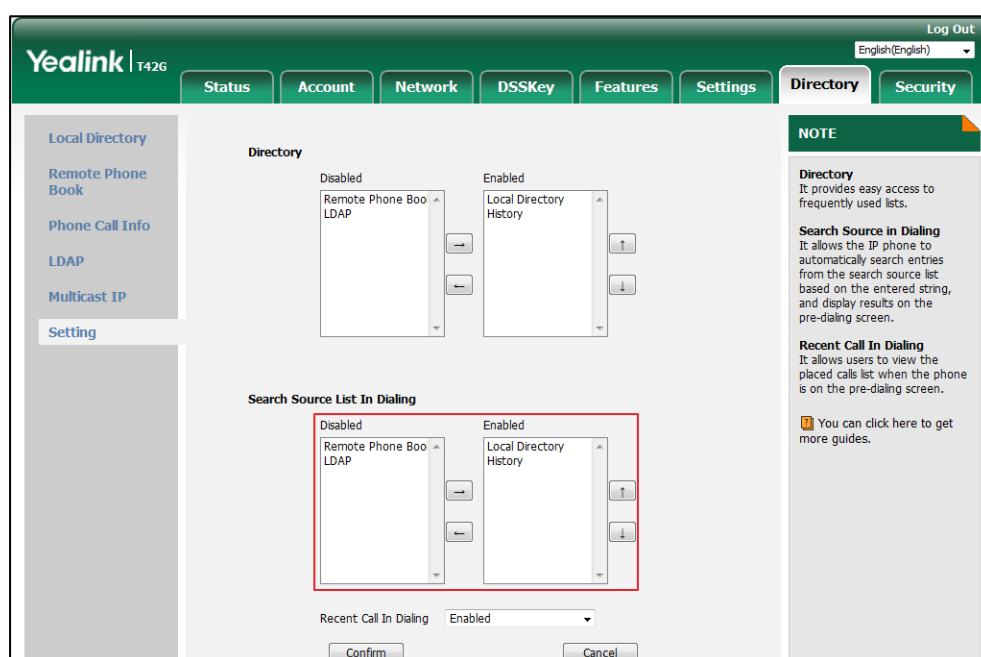 Log Out
Yealink T42G
English(English)
Status Account Network DSSKey Features Settings Directory Security
Local Directory
Remote Phone
Book
Phone Call Info
LDAP
Multicast IP
Setting
Directory
Disabled Enabled
Remote Phone Boo
LDAP
Local Directory
History
→ ↑
← ↓
Search Source List In Dialing
Disabled Enabled
Remote Phone Boo
LDAP
Local Directory
History
→ ↑
← ↓
Recent Call In Dialing Enabled
Confirm Cancel
NOTE
Directory
It provides easy access to
frequently used lists.
Search Source in Dialing
It allows the IP phone to
automatically search entries
from the search source list
based on the entered string,
and display results on the
pre-dialing screen.
Recent Call In Dialing
It allows users to view the
placed calls list when the phone
is on the pre-dialing screen.
You can click here to get
more guides.